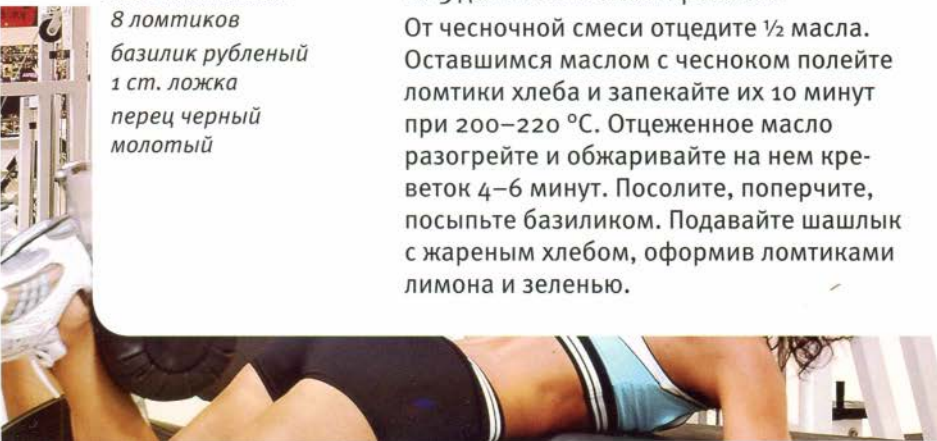 8 ломтиков
базилик рубленый
1 ст. ложка
перец черный
молотый
От чесночной смеси отцедите ½ масла.
Оставшимся маслом с чесноком полейте
ломтики хлеба и запекайте их 10 минут
при 200–220 °С. Отцеженное масло
разогрейте и обжаривайте на нем кре-
веток 4–6 минут. Посолите, поперчите,
посыпьте базиликом. Подавайте шашлык
с жареным хлебом, оформив ломтиками
лимона и зеленью.